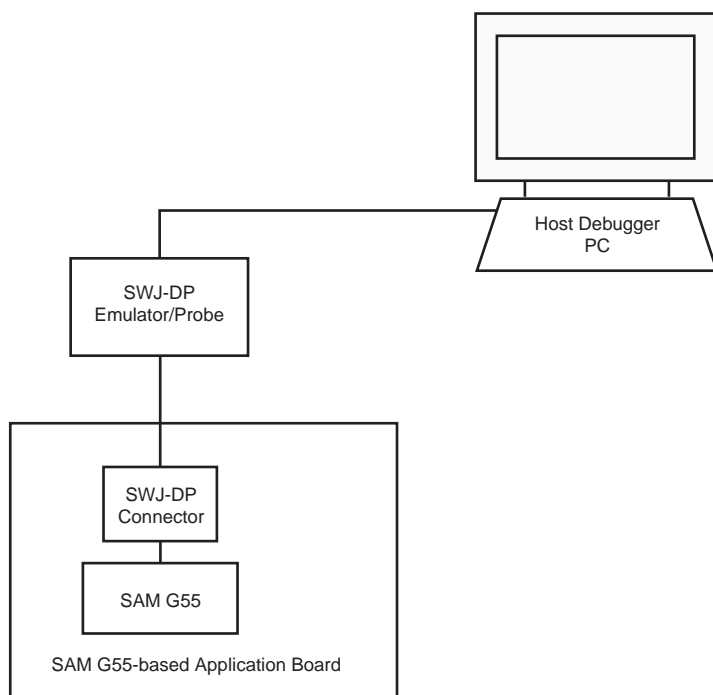 Host Debugger
PC
SWJ-DP
Emulator/Probe
SWJ-DP
Connector
SAM G55
SAM G55-based Application Board